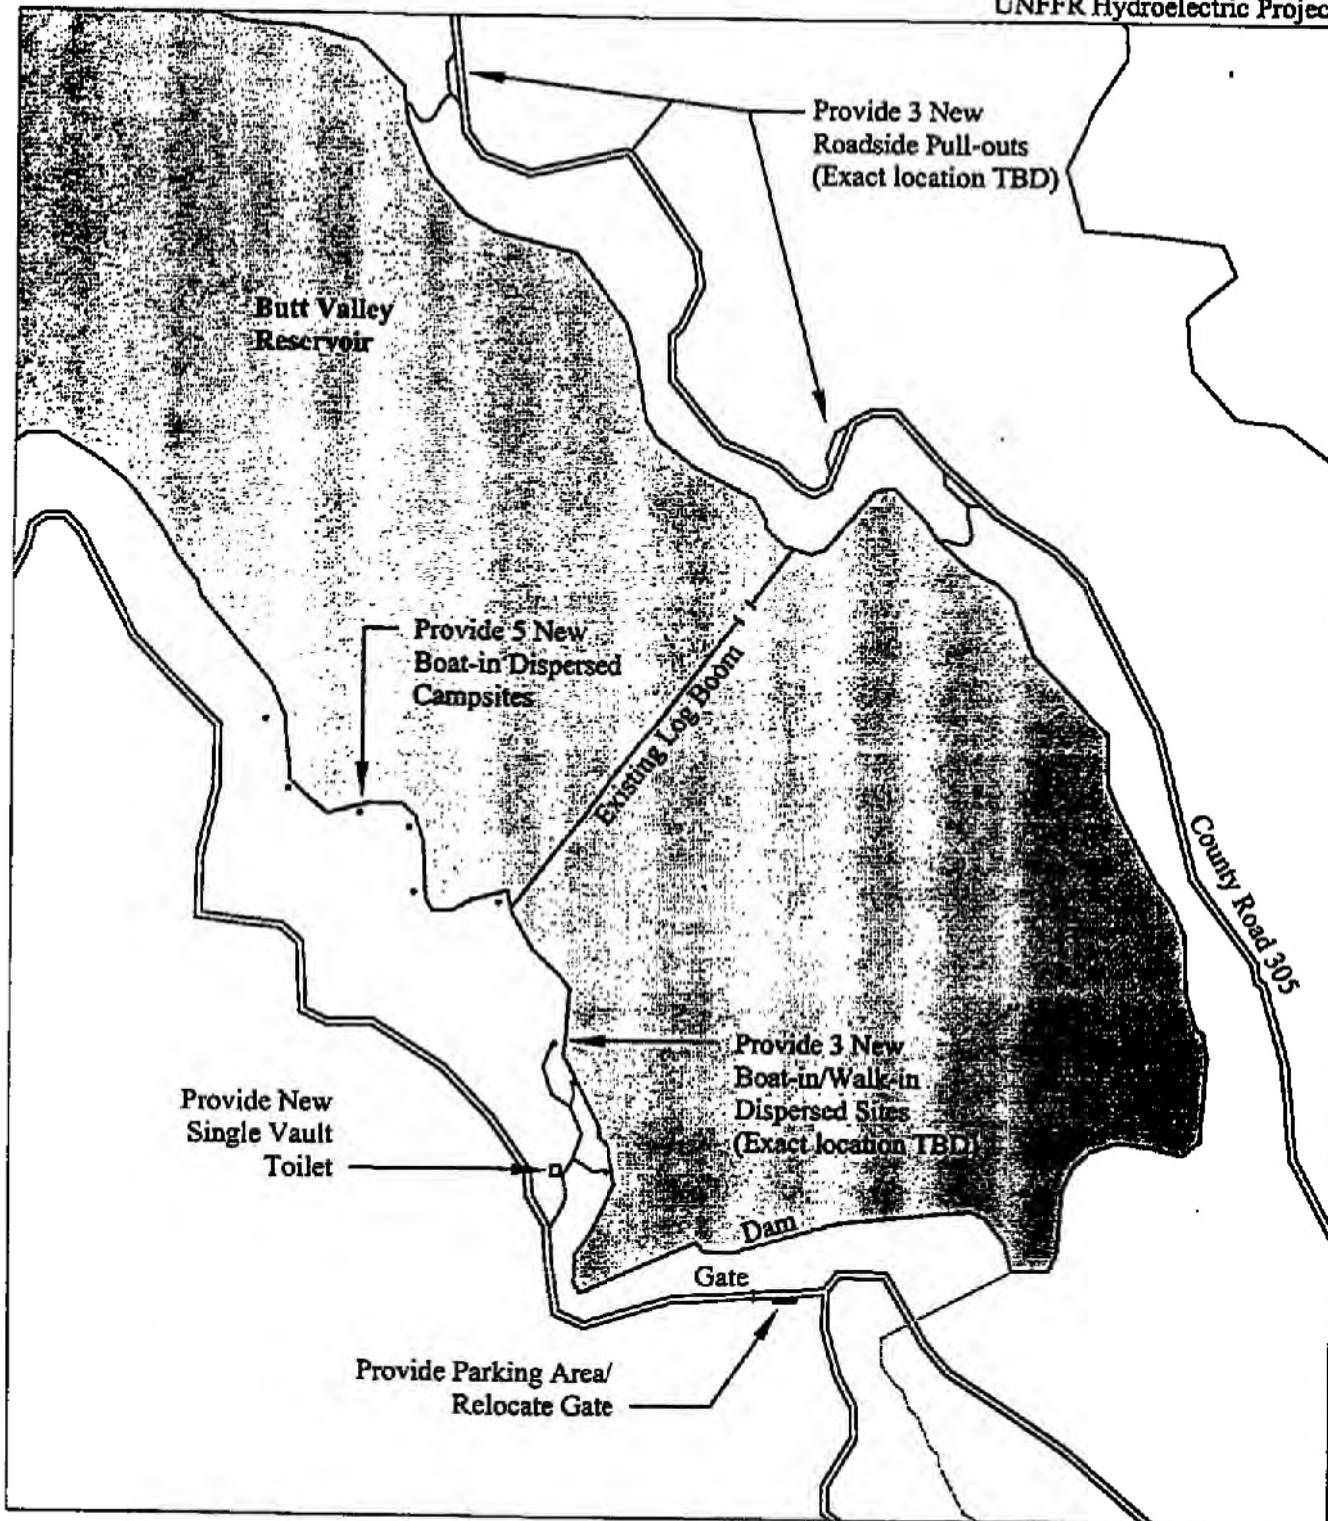 UNFFR Hydroelectric Projec
Provide 3 New
Roadside Pull-outs
(Exact location TBD)
Butt Valley
Reservoir
Provide 5 New
Boat-in Dispersed
Campsites
Existing Log Boom
County Road 305
Provide 3 New
Boat-in/Walk-in
Dispersed Sites
(Exact location TBD)
Provide New
Single Vault
Toilet
Dam
Gate
Provide Parking Area/
Relocate Gate